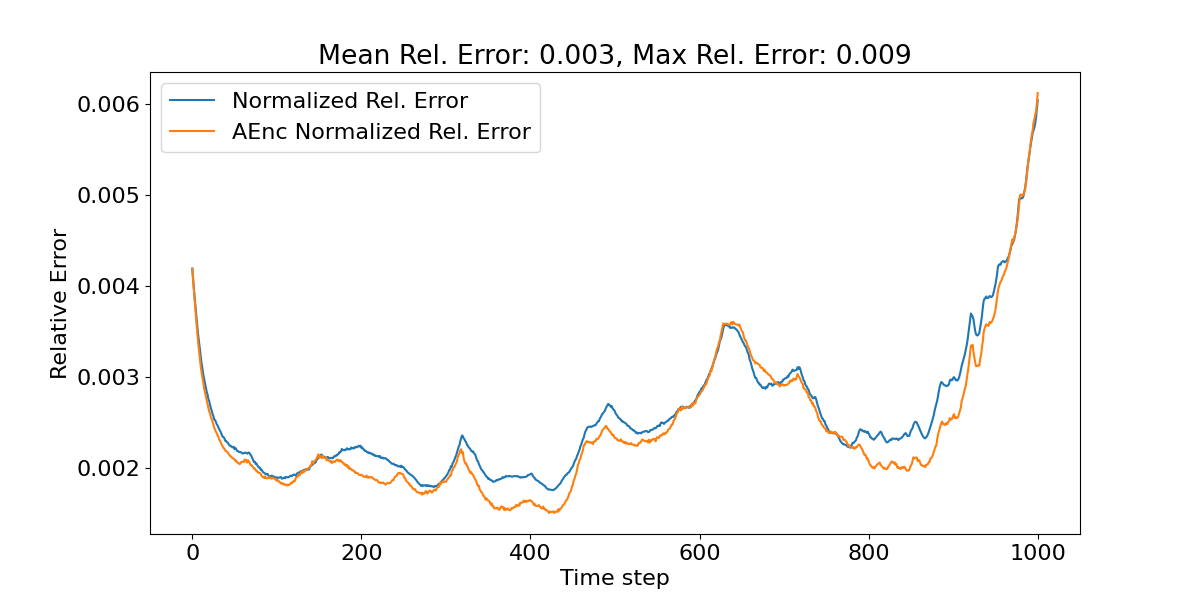 Mean Rel. Error: 0.003, Max Rel. Error: 0.009
Normalized Rel. Error
AEnc Normalized Rel. Error
Relative Error
0.006
0.005
0.004
0.003
0.002
0 200 400 600 800 1000
Time step